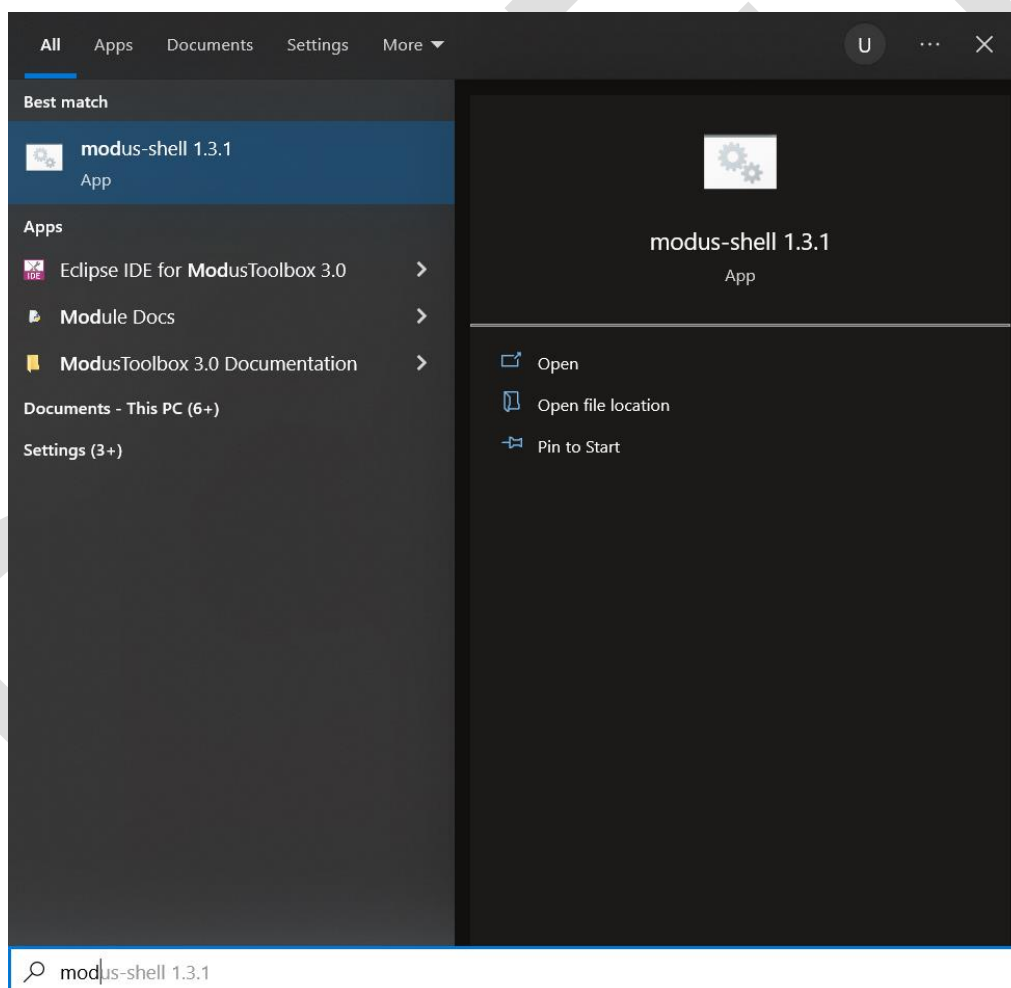 All Apps Documents Settings More U ...
Best match
modus-shell 1.3.1
App
Apps
Eclipse IDE for ModusToolbox 3.0
Module Docs
ModusToolbox 3.0 Documentation
Documents - This PC (6+)
Settings (3+)
modus-shell 1.3.1
App
Open
Open file location
Pin to Start
modus-shell 1.3.1